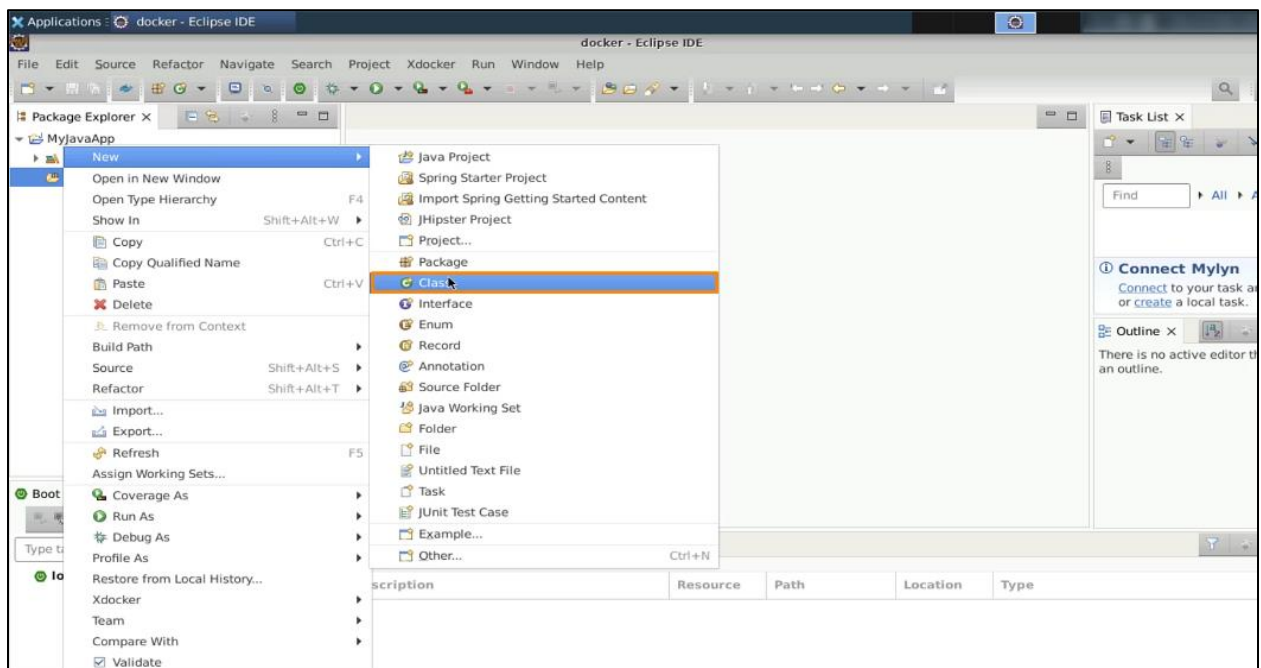 Applications : docker - Eclipse IDE
docker - Eclipse IDE
File Edit Source Refactor Navigate Search Project Xdocker Run Window Help
Package Explorer
MyJavaApp
New
Open in New Window
Open Type Hierarchy F4
Show In Shift+Alt+W
Copy Ctrl+C
Copy Qualified Name
Paste Ctrl+V
Delete
Remove from Context
Build Path
Source Shift+Alt+S
Refactor Shift+Alt+T
Import...
Export...
Refresh F5
Assign Working Sets...
Coverage As
Run As
Debug As
Profile As
Restore from Local History...
Xdocker
Team
Compare With
Validate
Java Project
Spring Starter Project
Import Spring Getting Started Content
JHipster Project
Project...
Package
Class
Interface
Enum
Record
Annotation
Source Folder
Java Working Set
Folder
File
Untitled Text File
Task
JUnit Test Case
Example...
Other... Ctrl+N
Task List
Find All
Connect Mylyn
Connect to your task
or create a local task.
Outline
There is no active editor
an outline.
Boot
Type
scription Resource Path Location Type